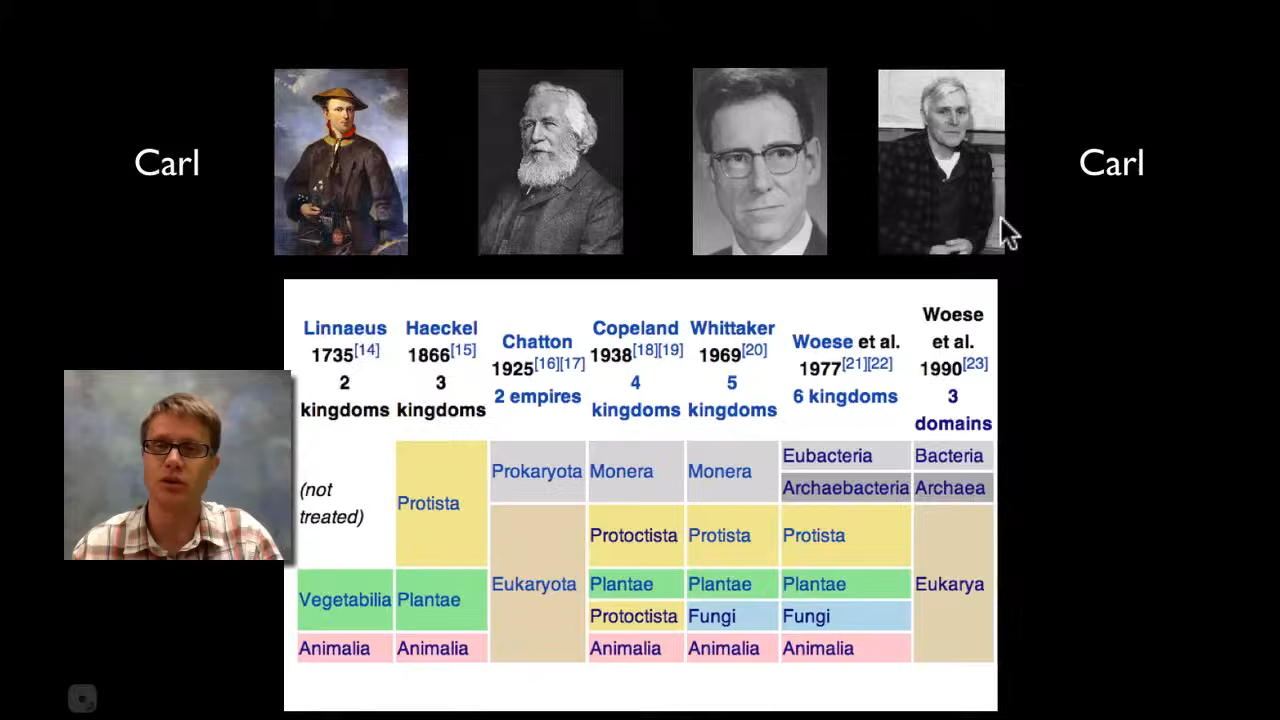 Carl
Carl
Linnaeus
1735[14]
2
kingdoms
Haeckel
1866[15]
3
kingdoms
Chatton
1925[16][17]
2 empires
Copeland
1938[18][19]
4
kingdoms
Whittaker
1969[20]
5
kingdoms
Woese et al.
1977[21][22]
6 kingdoms
Woese
et al.
1990[23]
3
domains
(not
treated)
Protista
Prokaryota
Monera
Monera
Eubacteria
Bacteria
Archaebacteria
Archaea
Eukaryota
Protoctista
Protista
Protista
Eukarya
Vegetabilia
Plantae
Plantae
Plantae
Plantae
Protoctista
Fungi
Fungi
Animalia
Animalia
Animalia
Animalia
Animalia